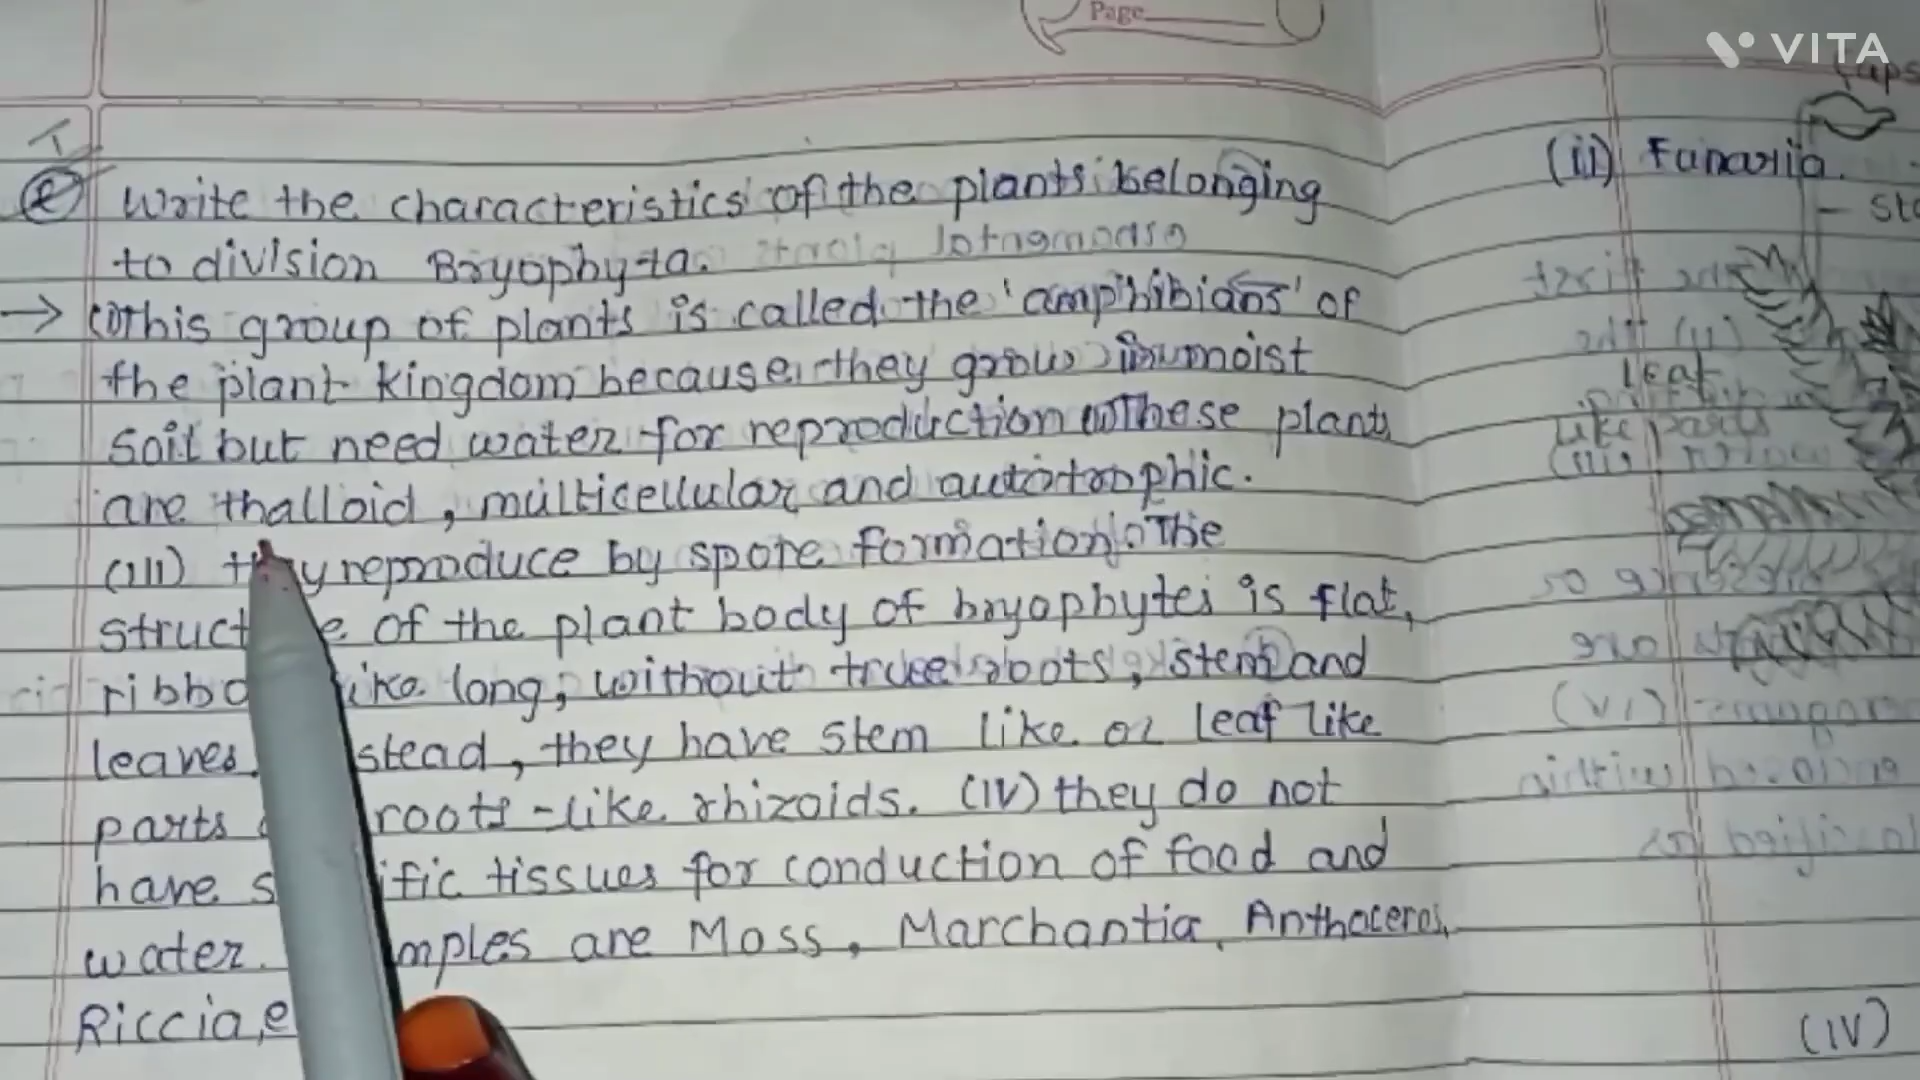 Page
VITA
Write the characteristics of the plants belonging
to division Bryophyta.
→ (I) This group of plants is called the 'amphibians' of
the plant kingdom because they grow in moist
soil but need water for reproduction (II) These plants
are thalloid, multicellular and autotrophic.
(III) they reproduce by spore formation. The
of the plant body of bryophytes is flat,
like long, without true roots, stem and
leaves. stead, they have stem like or leaf like
parts roots-like rhizoids. (IV) they do not
have ific tissues for conduction of food and
water. mples are Moss, Marchantia, Anthoceros,
Riccia, e
(ii) Funaria.
leaf
like parts
(IV)